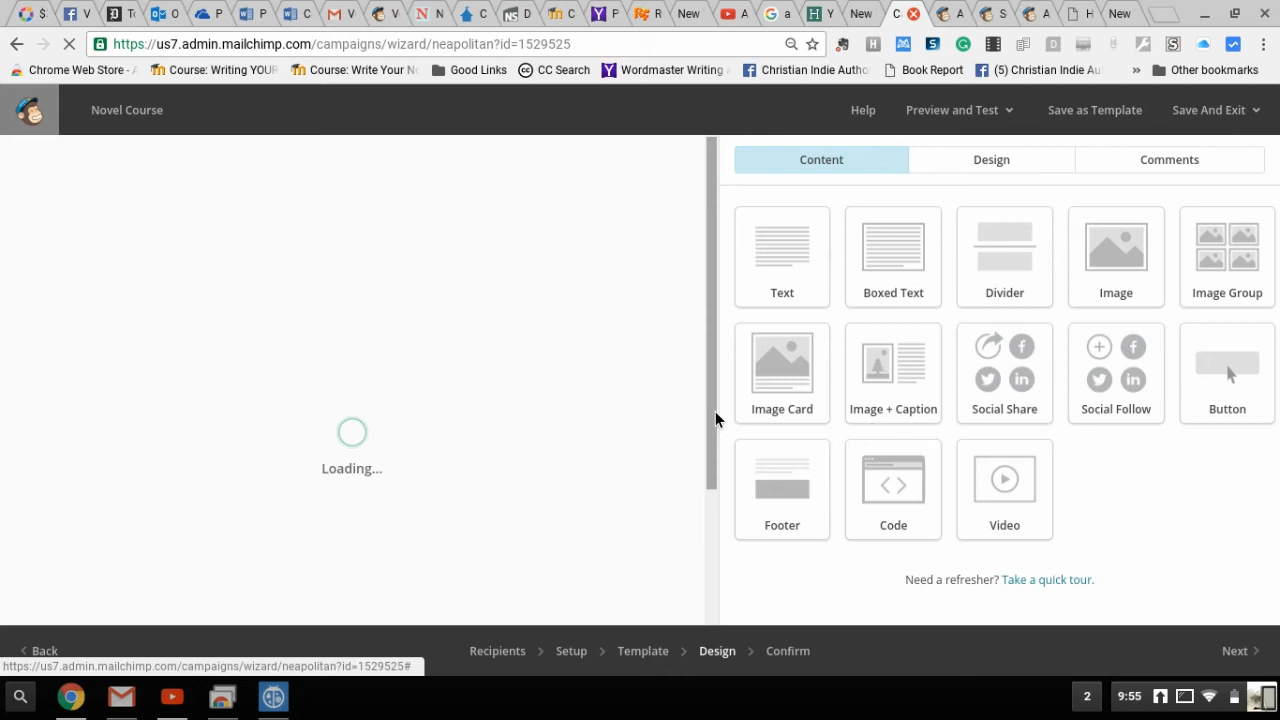 S V To O P W C V V N C D C P R New A a Y New C A S A H New
https://us7.admin.mailchimp.com/campaigns/wizard/neapolitan?id=1529525
Chrome Web Store - Course: Writing YOUR Course: Write Your No Good Links CC Search Wordmaster Writing Christian Indie Autho Book Report (5) Christian Indie Au » Other bookmarks
Novel Course Help Preview and Test Save as Template Save And Exit
Content Design Comments
Text Boxed Text Divider Image Image Group
Image Card Image + Caption Social Share Social Follow Button
Loading...
Footer Code Video
Need a refresher? Take a quick tour.
Back Recipients Setup Template Design Confirm Next
https://us7.admin.mailchimp.com/campaigns/wizard/neapolitan?id=1529525#
2 9:55